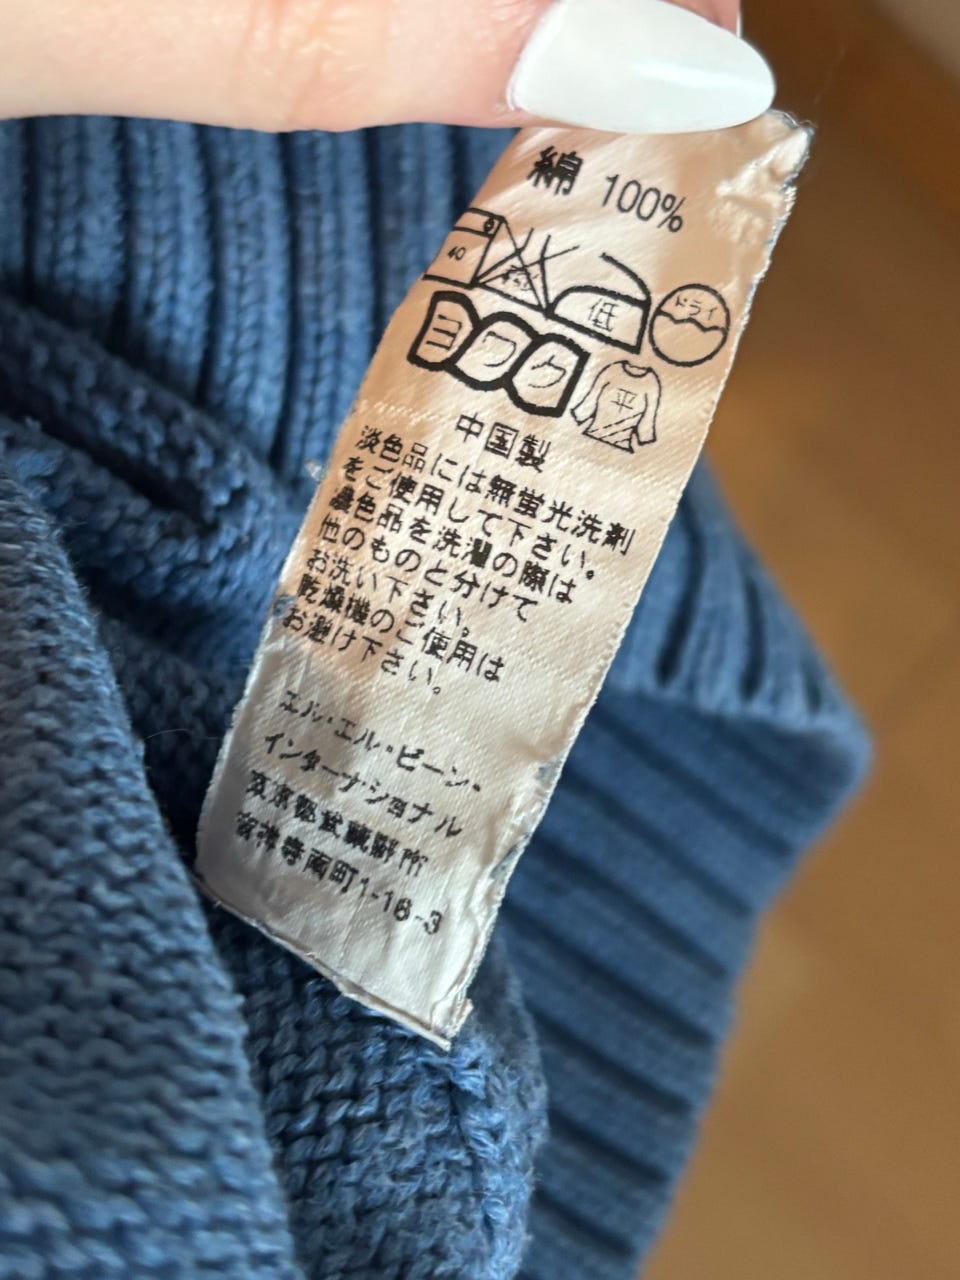 綿 100%
40
エンソ
低
ドライ
ヨワク
平
中国製
淡色品には無蛍光洗剤
をご使用して下さい。
濃色品を洗濯の際は
他のものと分けて
お洗い下さい。
乾燥機のご使用は
お避け下さい。
エル・エル・ビーン・
インターナショナル
東京都武蔵野市
吉祥寺南町1-16-3